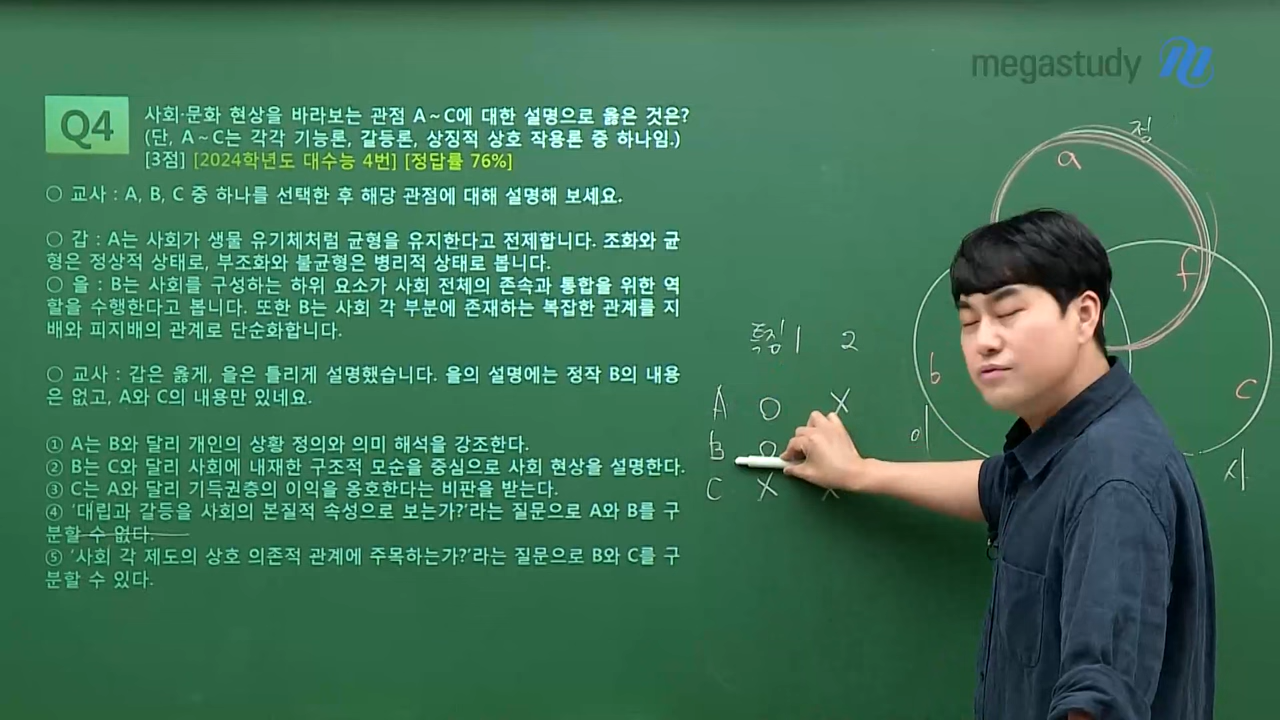 megastudy
Q4
사회·문화 현상을 바라보는 관점 A~C에 대한 설명으로 옳은 것은?
(단, A~C는 각각 기능론, 갈등론, 상징적 상호 작용론 중 하나임.)
[3점] [2024학년도 대수능 4번] [정답률 76%]
○ 교사 : A, B, C 중 하나를 선택한 후 해당 관점에 대해 설명해 보세요.
○ 갑 : A는 사회가 생물 유기체처럼 균형을 유지한다고 전제합니다. 조화와 균
형은 정상적 상태로, 부조화와 불균형은 병리적 상태로 봅니다.
○ 을 : B는 사회를 구성하는 하위 요소가 사회 전체의 존속과 통합을 위한 역
할을 수행한다고 봅니다. 또한 B는 사회 각 부분에 존재하는 복잡한 관계를 지
배와 피지배의 관계로 단순화합니다.
○ 교사 : 갑은 옳게, 을은 틀리게 설명했습니다. 을의 설명에는 정작 B의 내용
은 없고, A와 C의 내용만 있네요.
① A는 B와 달리 개인의 상황 정의와 의미 해석을 강조한다.
② B는 C와 달리 사회에 내재한 구조적 모순을 중심으로 사회 현상을 설명한다.
③ C는 A와 달리 기득권층의 이익을 옹호한다는 비판을 받는다.
④ '대립과 갈등을 사회의 본질적 속성으로 보는가?'라는 질문으로 A와 B를 구
분할 수 없다.
⑤ '사회 각 제도의 상호 의존적 관계에 주목하는가?'라는 질문으로 B와 C를 구
분할 수 있다.
특징 1 2
A O X
B O
C X X
정
a
f
b
c
이
사